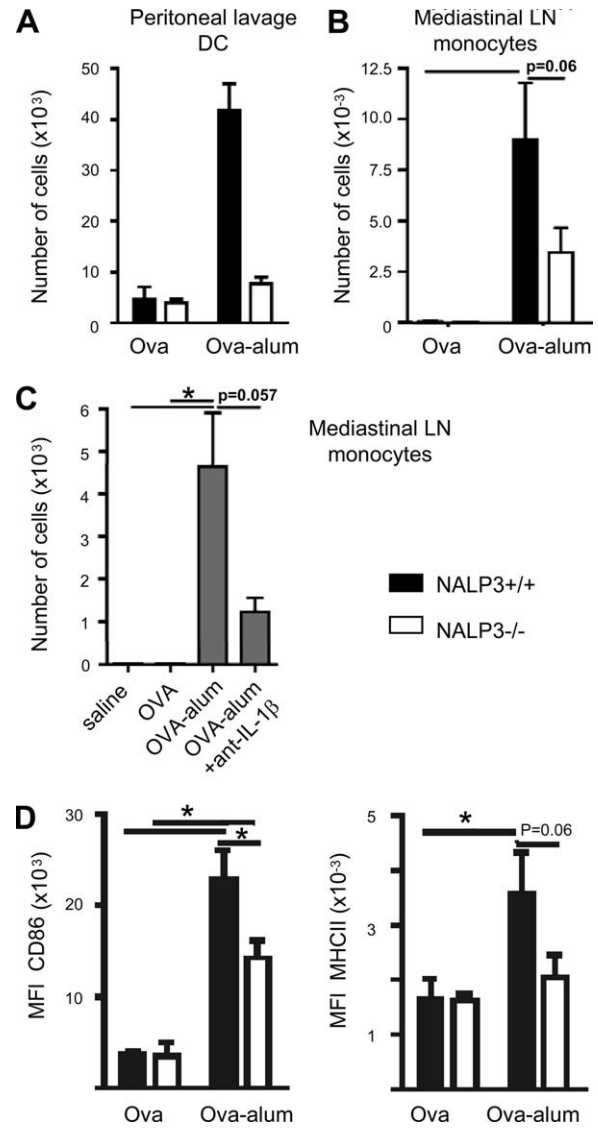 A
Peritoneal lavage
DC
Number of cells (x10³)
50
40
30
20
10
0
Ova
Ova-alum
B
Mediastinal LN
monocytes
p=0.06
Number of cells (x10⁻³)
12.5
10.0
7.5
5.0
2.5
0
Ova
Ova-alum
C
*
p=0.057
Mediastinal LN
monocytes
Number of cells (x10³)
6
5
4
3
2
1
0
saline
OVA
OVA-alum
OVA-alum
+ant-IL-1β
NALP3+/+
NALP3-/-
D
*
*
MFI CD86 (x10³)
30
20
10
Ova
Ova-alum
*
P=0.06
MFI MHCII (x10⁻³)
5
3
1
Ova
Ova-alum